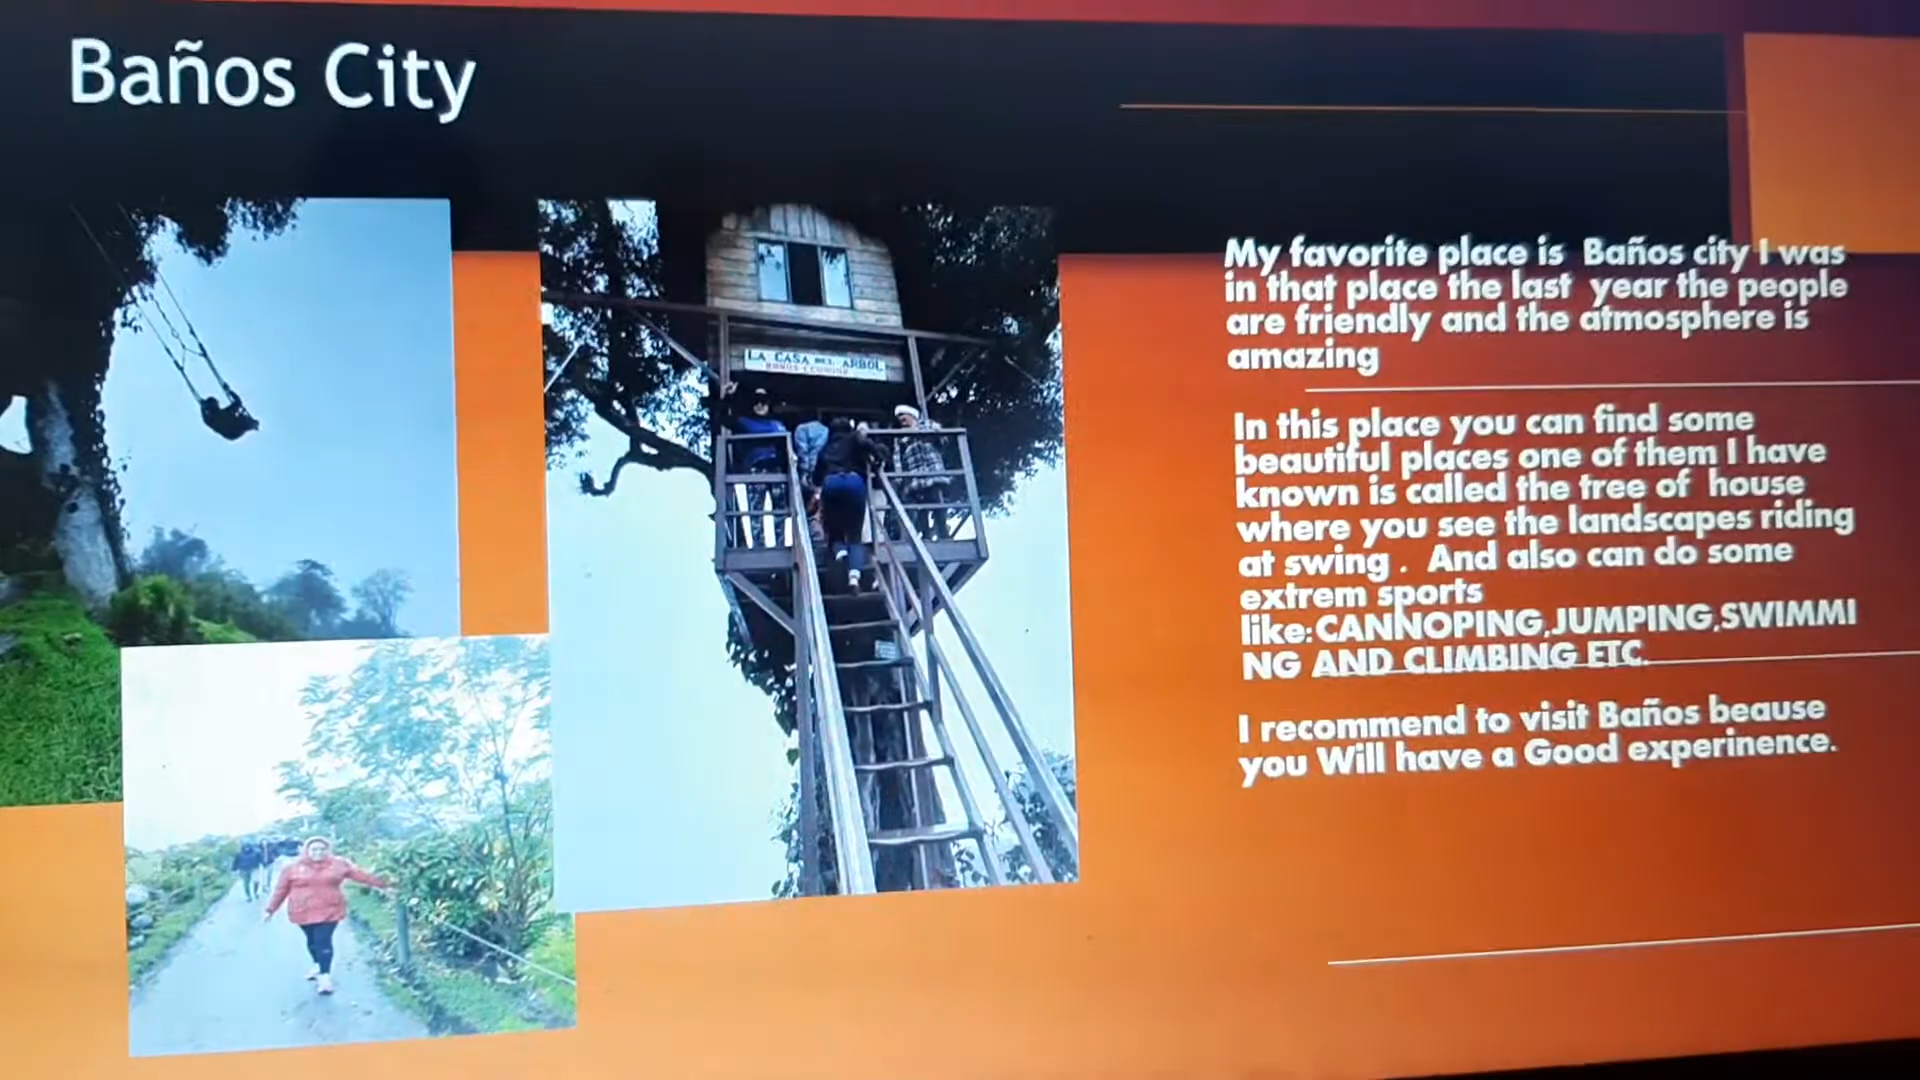 Baños City
LA CASA DEL ARBOL
BAÑOS ECUADOR
My favorite place is Baños city I was
in that place the last year the people
are friendly and the atmosphere is
amazing
In this place you can find some
beautiful places one of them I have
known is called the tree of house
where you see the landscapes riding
at swing . And also can do some
extrem sports
like:CANNOPING,JUMPING,SWIMMI
NG AND CLIMBING ETC.
I recommend to visit Baños beause
you Will have a Good experinence.